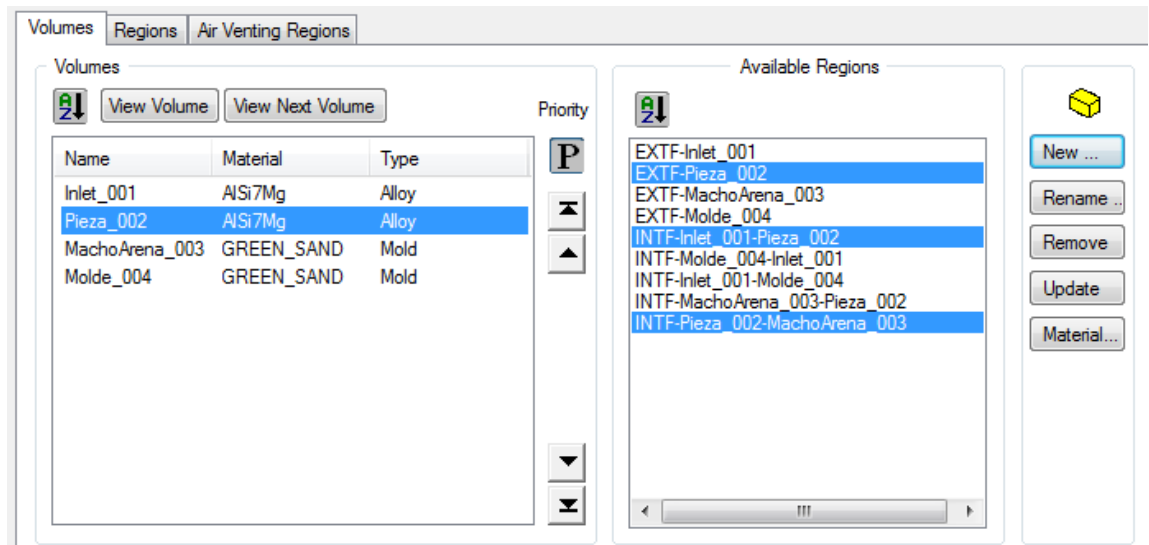 Volumes Regions Air Venting Regions
Volumes
View Volume View Next Volume Priority
P
Name Material Type
Inlet_001 AlSi7Mg Alloy
Pieza_002 AlSi7Mg Alloy
MachoArena_003 GREEN_SAND Mold
Molde_004 GREEN_SAND Mold
Available Regions
EXTF-Inlet_001
EXTF-Pieza_002
EXTF-MachoArena_003
EXTF-Molde_004
INTF-Inlet_001-Pieza_002
INTF-Molde_004-Inlet_001
INTF-Inlet_001-Molde_004
INTF-MachoArena_003-Pieza_002
INTF-Pieza_002-MachoArena_003
New ...
Rename ..
Remove
Update
Material...